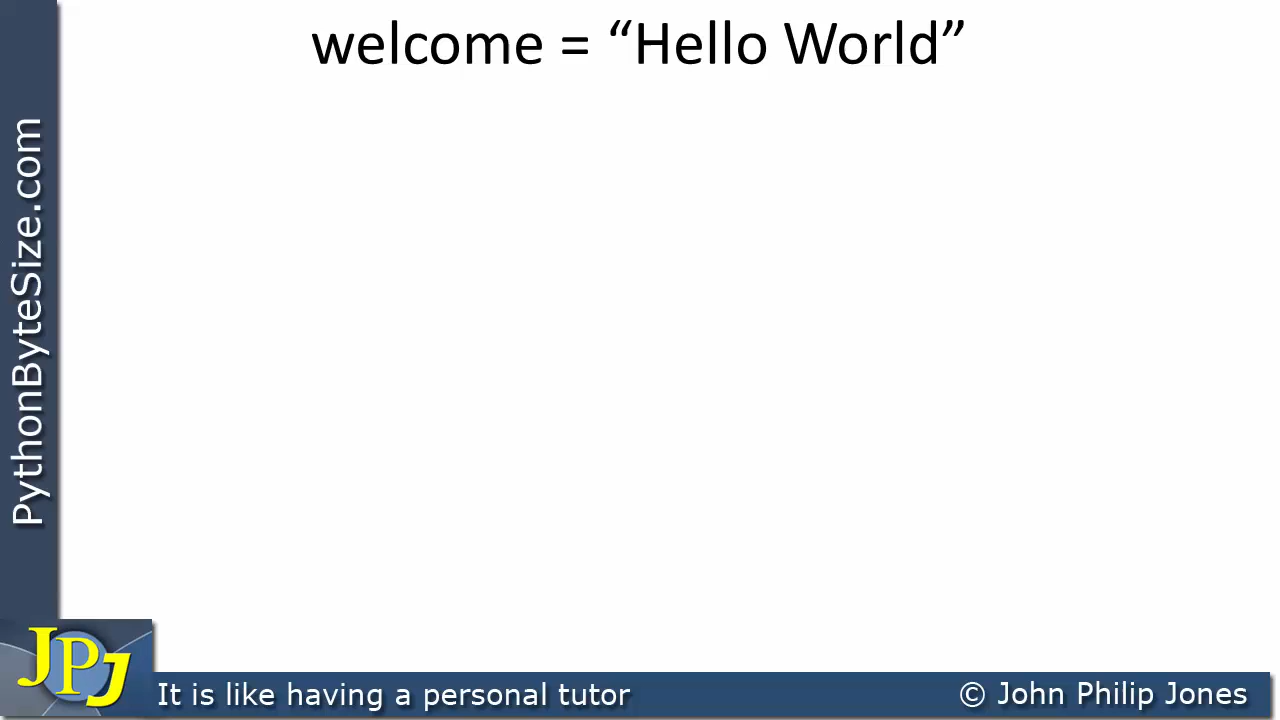 welcome = “Hello World”
PythonByteSize.com
JPJ
It is like having a personal tutor
© John Philip Jones